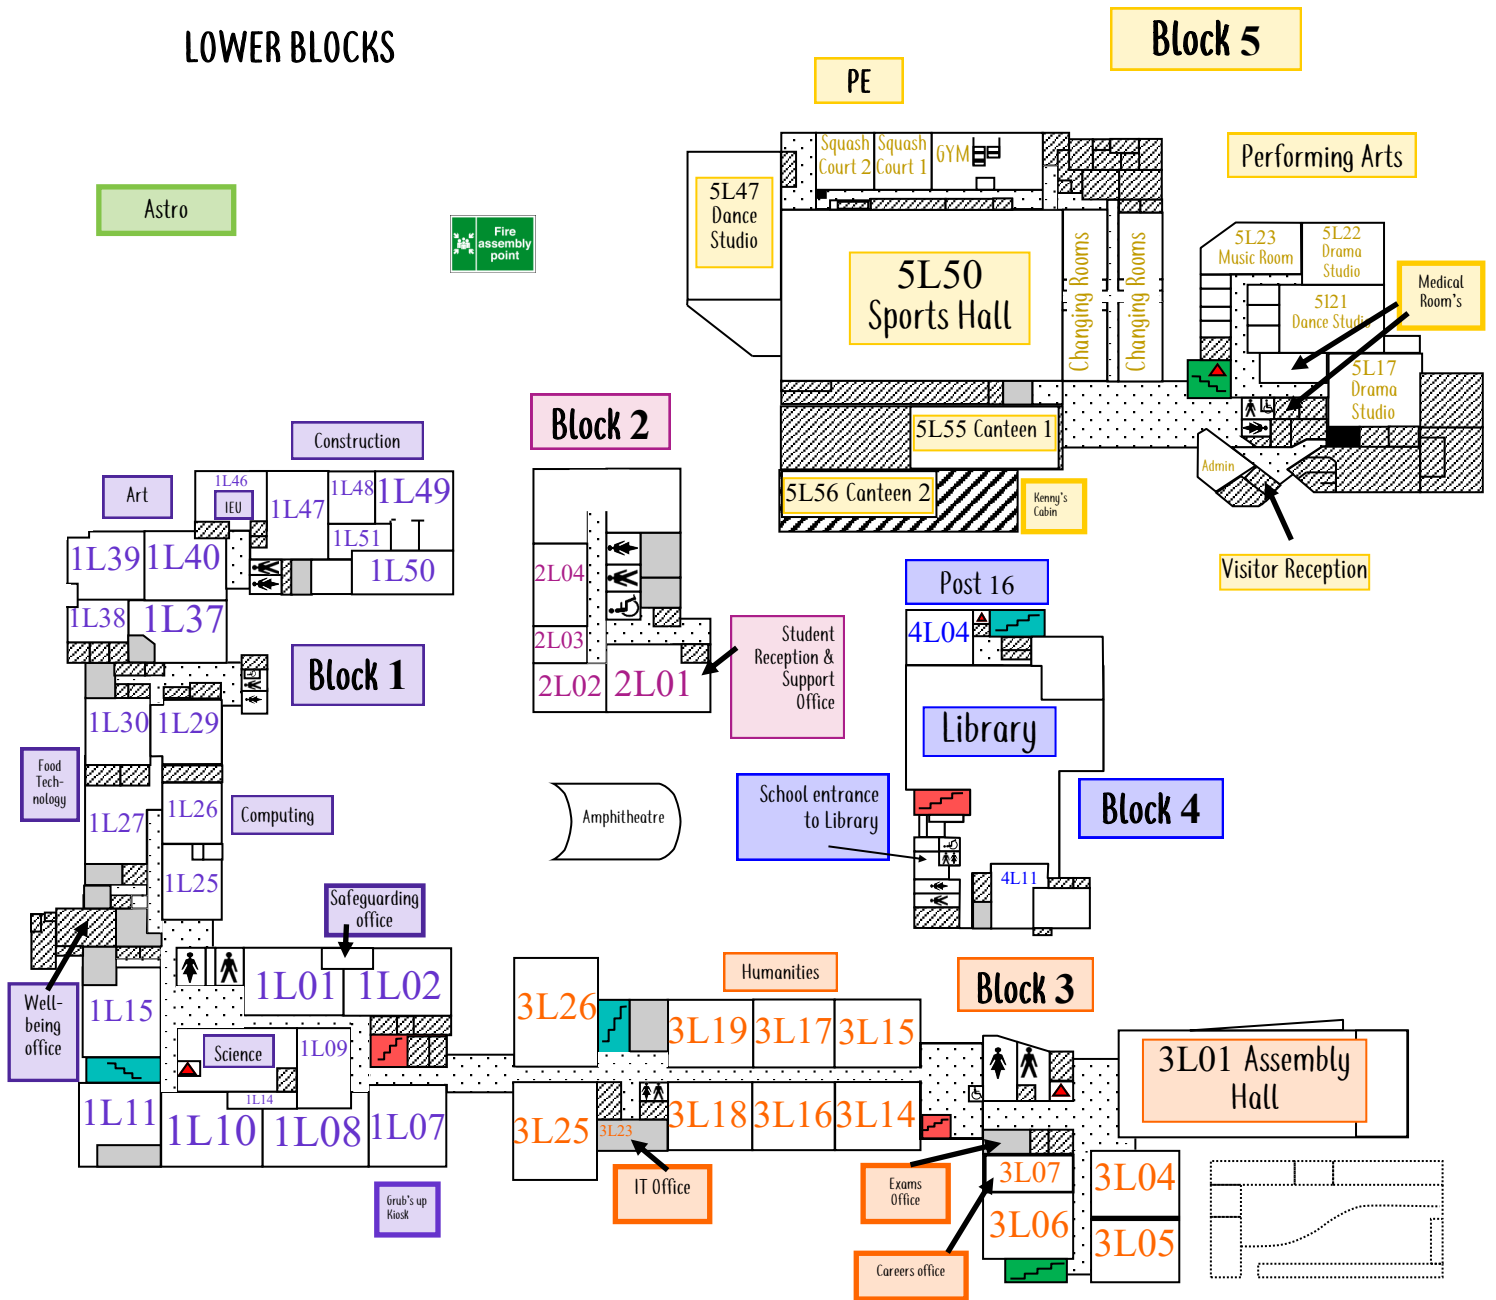 LOWER BLOCKS
Block 5
PE
Performing Arts
Astro
Fire
assembly
point
Squash
Court 2
Squash
Court 1
GYM
5L47
Dance
Studio
5L50
Sports Hall
Changing Rooms
Changing Rooms
5L23
Music Room
5L22
Drama
Studio
Medical
Room's
5l21
Dance Studio
5L17
Drama
Studio
5L55 Canteen 1
5L56 Canteen 2
Kenny's
Cabin
Admin
Visitor Reception
Block 2
2L04
2L03
2L02
2L01
Student
Reception &
Support
Office
Construction
Art
1L46
IEU
1L47
1L48
1L49
1L51
1L50
1L39
1L40
1L38
1L37
Block 1
1L30
1L29
Food
Tech-
nology
1L27
1L26
Computing
1L25
Safeguarding
office
Well-
being
office
1L15
1L01
1L02
Science
1L09
1L14
1L11
1L10
1L08
1L07
Grub's up
Kiosk
Amphitheatre
Post 16
4L04
Library
School entrance
to Library
Block 4
4L11
Humanities
Block 3
3L26
3L19
3L17
3L15
3L25
3L23
3L18
3L16
3L14
IT Office
Exams
Office
Careers office
3L07
3L06
3L04
3L05
3L01 Assembly
Hall